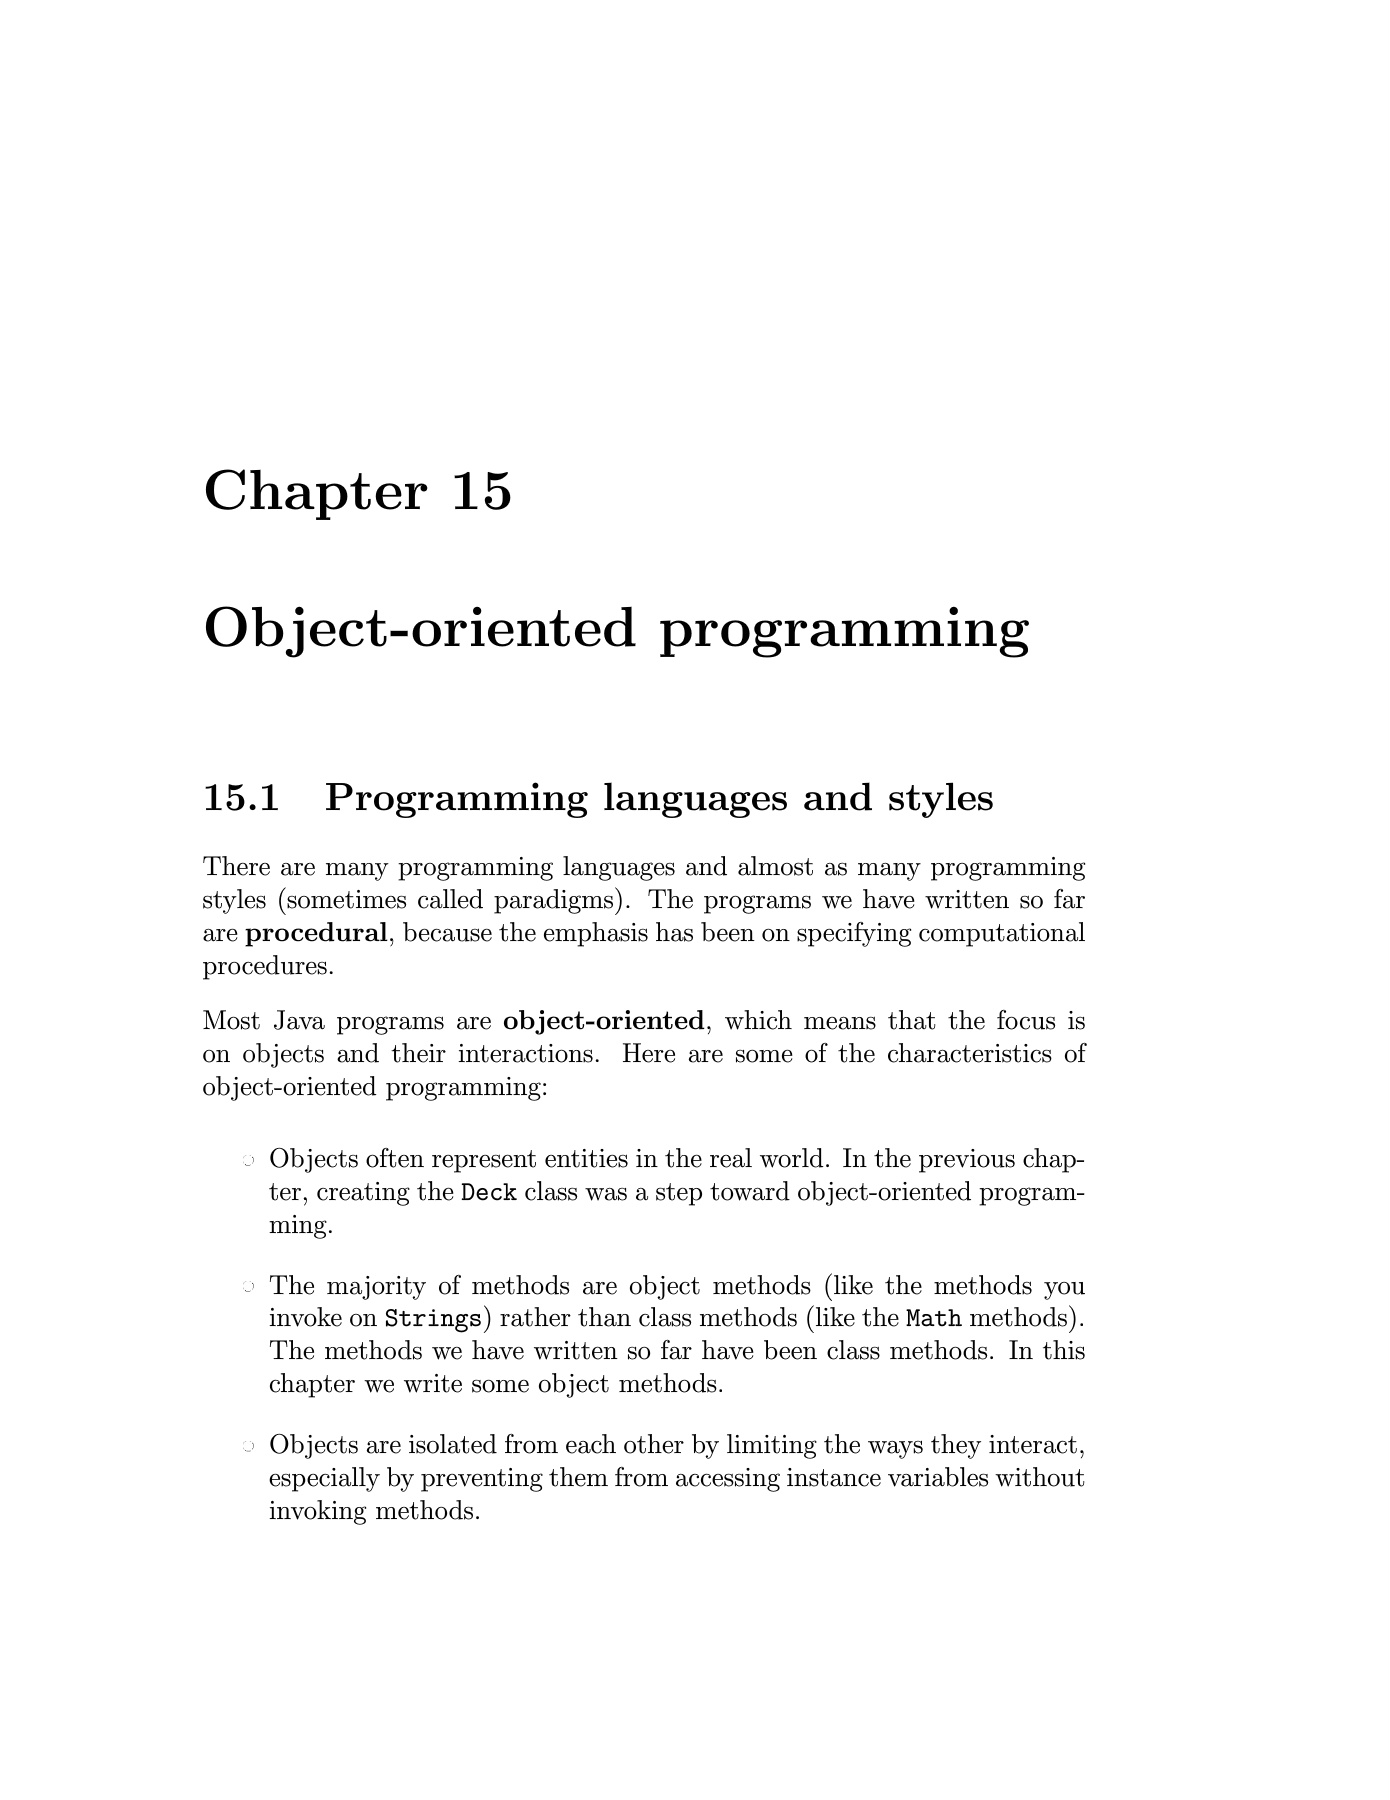 Chapter 15
Object-oriented programming
15.1 Programming languages and styles
There are many programming languages and almost as many programming
styles (sometimes called paradigms). The programs we have written so far
are procedural, because the emphasis has been on specifying computational
procedures.
Most Java programs are object-oriented, which means that the focus is
on objects and their interactions. Here are some of the characteristics of
object-oriented programming:
○ Objects often represent entities in the real world. In the previous chap-
ter, creating the Deck class was a step toward object-oriented program-
ming.
○ The majority of methods are object methods (like the methods you
invoke on Strings) rather than class methods (like the Math methods).
The methods we have written so far have been class methods. In this
chapter we write some object methods.
○ Objects are isolated from each other by limiting the ways they interact,
especially by preventing them from accessing instance variables without
invoking methods.